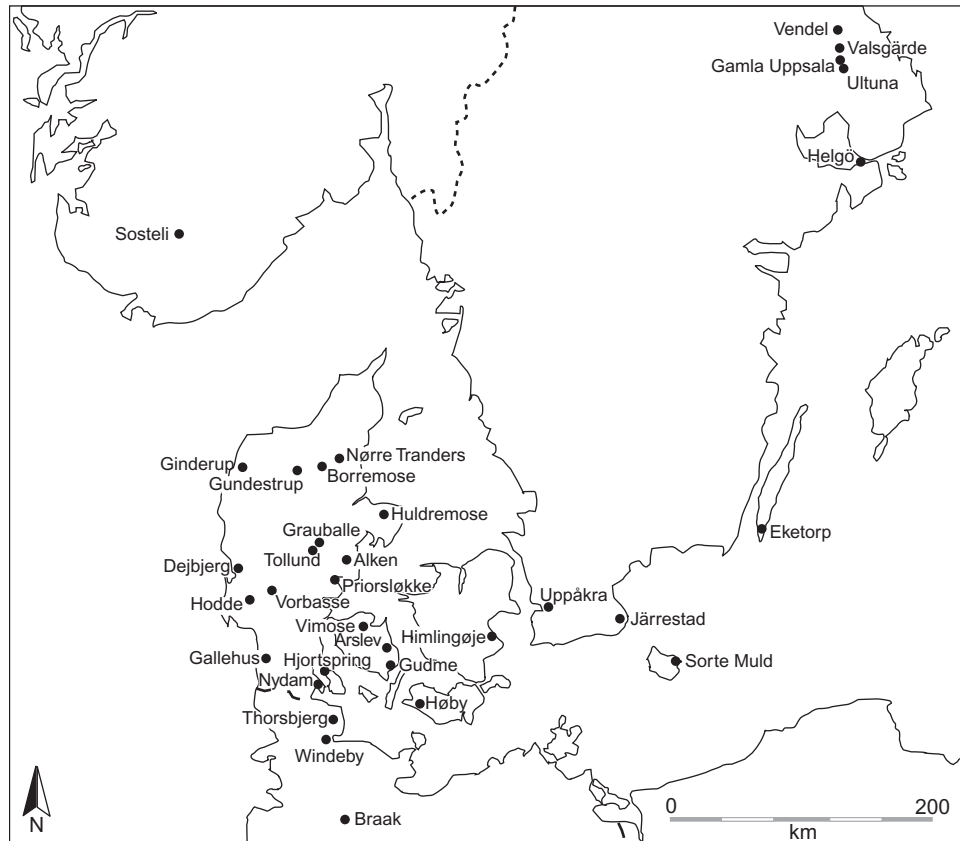 Vendel
Valsgärde
Gamla Uppsala
Ultuna
Helgö
Sosteli
Nørre Tranders
Ginderup
Borremose
Gundestrup
Huldremose
Grauballe
Tollund
Alken
Dejbjerg
Priorsløkke
Vorbasse
Hodde
Eketorp
Uppåkra
Järrestad
Vimose
Årslev
Himlingøje
Gallehus
Hjortspring
Gudme
Sorte Muld
Nydam
Høby
Thorsbjerg
Windeby
Braak
N
0 200
km